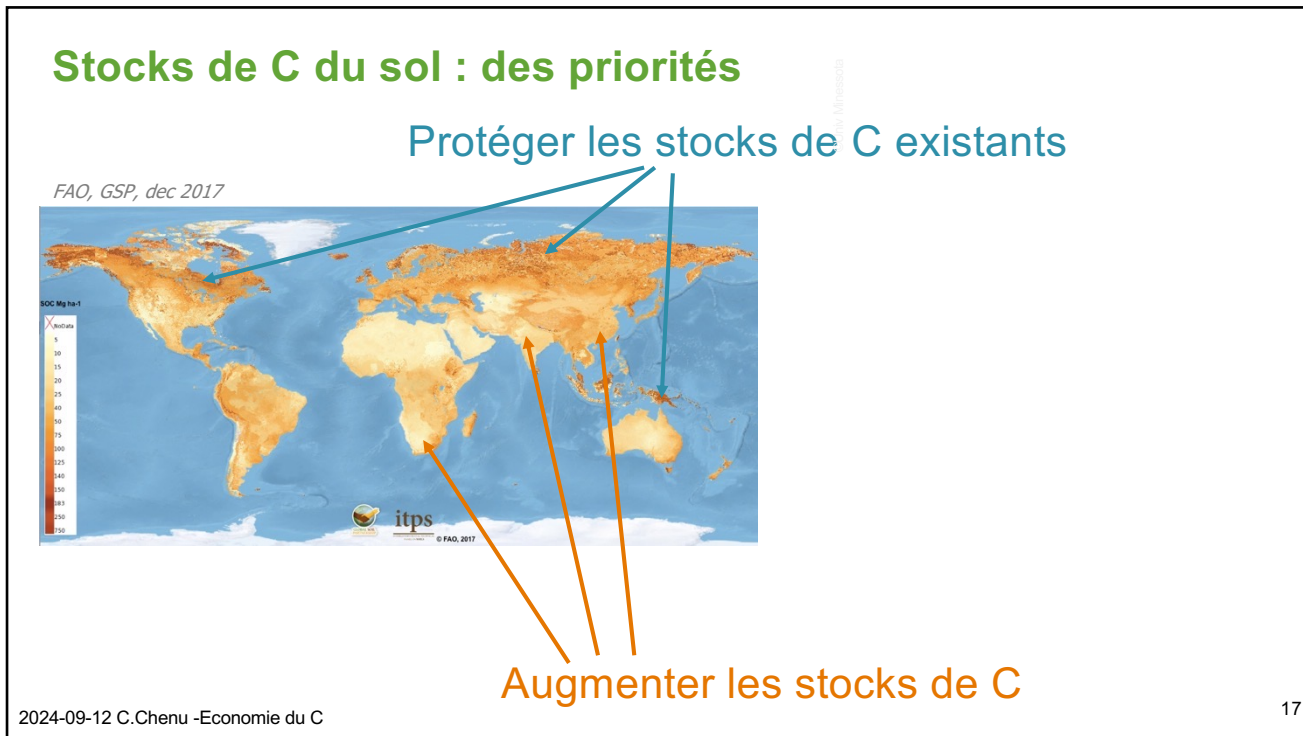 Stocks de C du sol : des priorités
Protéger les stocks de C existants
FAO, GSP, dec 2017
SOC Mg ha-1
NoData
5
10
15
20
25
40
50
75
100
125
140
150
183
250
750
itps
© FAO, 2017
Augmenter les stocks de C
2024-09-12 C.Chenu -Economie du C
17